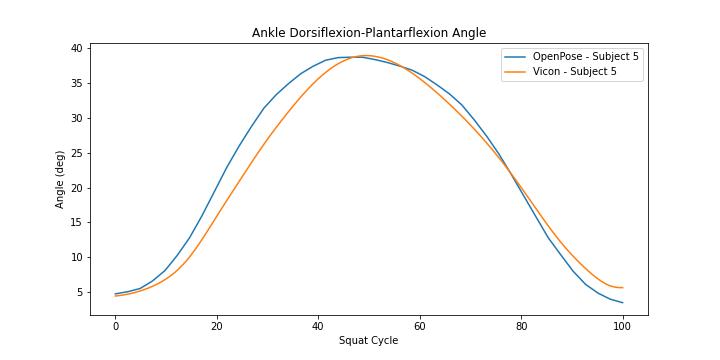 Ankle Dorsiflexion-Plantarflexion Angle
OpenPose - Subject 5
Vicon - Subject 5
40
35
30
25
20
15
10
5
Angle (deg)
0
20
40
60
80
100
Squat Cycle